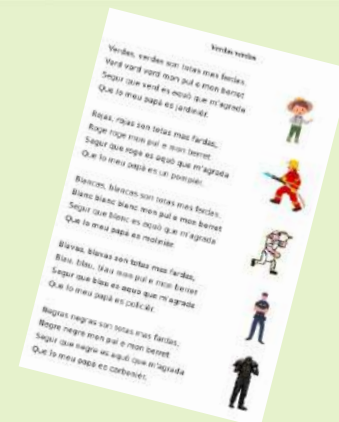 Verdas verdas
Verdas, verdas son totas mas fardas,
Verd verd verd mon pul e mon berret
Segur que verd es aquò que m'agrada
Que lo meu papà es jardinièr.
Rojas, rojas son totas mas fardas,
Roge roge mon pul e mon berret
Segur que roge es aquò que m'agrada
Que lo meu papà es un pompièr.
Blancas, blancas son totas mas fardas,
Blanc blanc blanc mon pul e mon berret
Segur que blanc es aquò que m'agrada
Que lo meu papà es molinièr.
Blavas, blavas son totas mas fardas,
Blau, blau, blau mon pul e mon berret
Segur que blau es aquò que m'agrada
Que lo meu papà es policièr.
Negras negras son totas mas fardas,
Negre negre mon pul e mon berret
Segur que negre es aquò que m'agrada
Que lo meu papà es carbonièr.